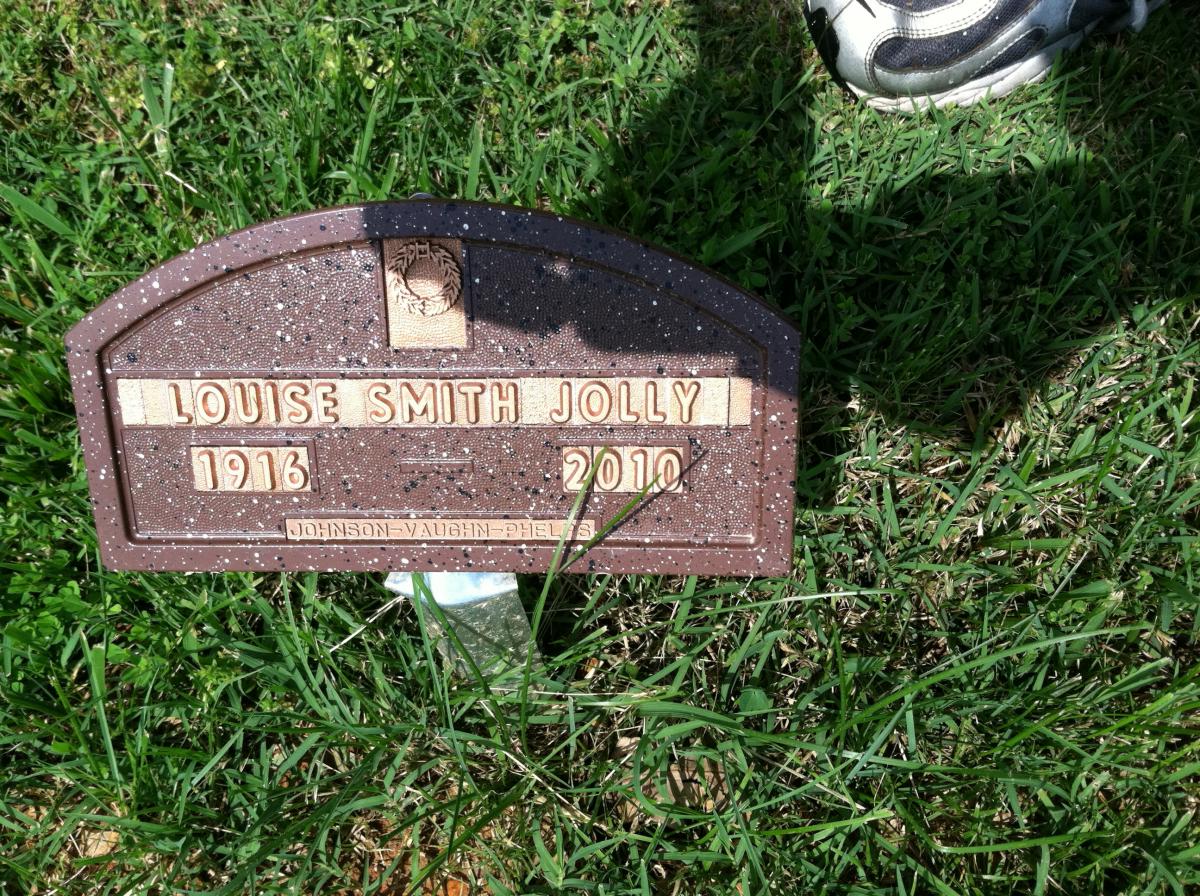 LOUISE SMITH JOLLY
1916 — 2010
JOHNSON-VAUGHN-PHELPS